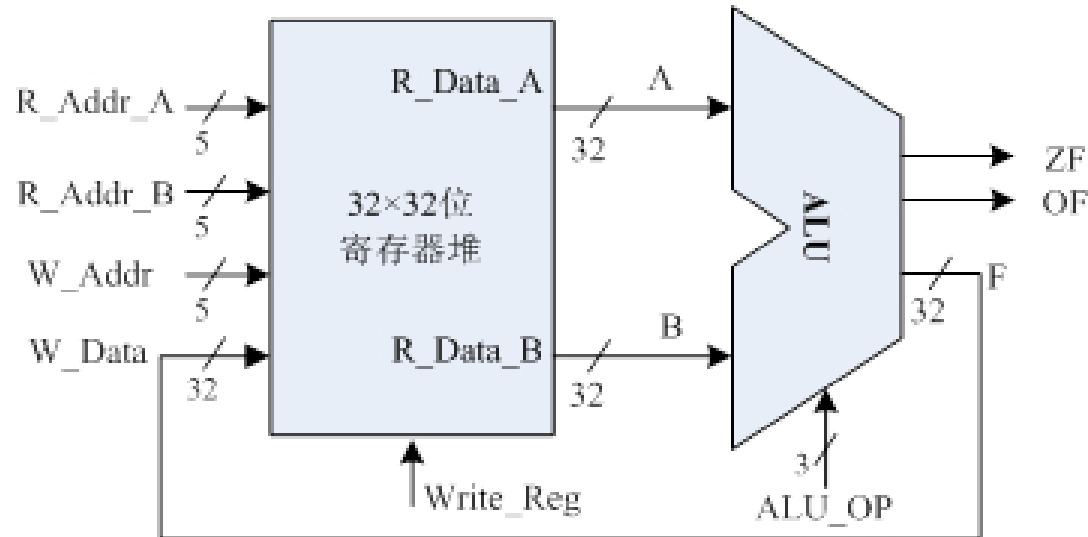 R_Addr_A
5
R_Addr_B
5
W_Addr
5
W_Data
32
R_Data_A
32×32位
寄存器堆
R_Data_B
Write_Reg
A
32
B
32
ALU
3
ALU_OP
ZF
OF
F
32